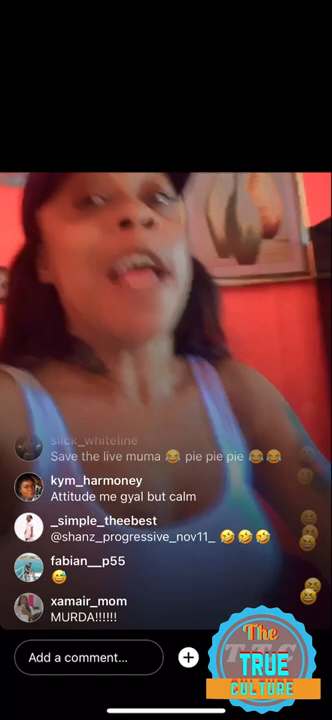 slick_whiteline
Save the live muma 😂 pie pie pie 😂 😂
kym_harmoney
Attitude me gyal but calm
_simple_theebest
@shanz_progressive_nov11_ 🤣🤣🤣
fabian__p55
😅
xamair_mom
MURDA!!!!!!
Add a comment...
The
TTC
TRUE
CULTURE